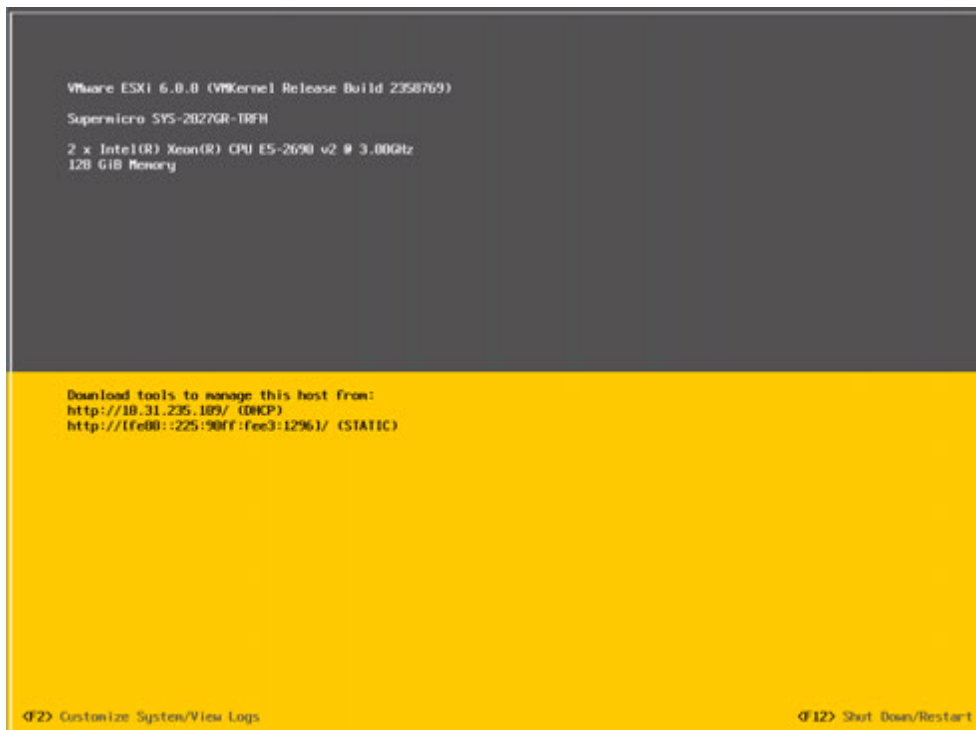 VMware ESXi 6.0.0 (VMKernel Release Build 2358769)
Supermicro SYS-2027GR-TRFH
2 x Intel(R) Xeon(R) CPU E5-2690 v2 @ 3.00GHz
128 GiB Memory
Download tools to manage this host from:
http://10.31.235.109/ (DHCP)
http://[fe80::225:90ff:fee3:1296]/ (STATIC)
<F2> Customize System/View Logs
<F12> Shut Down/Restart